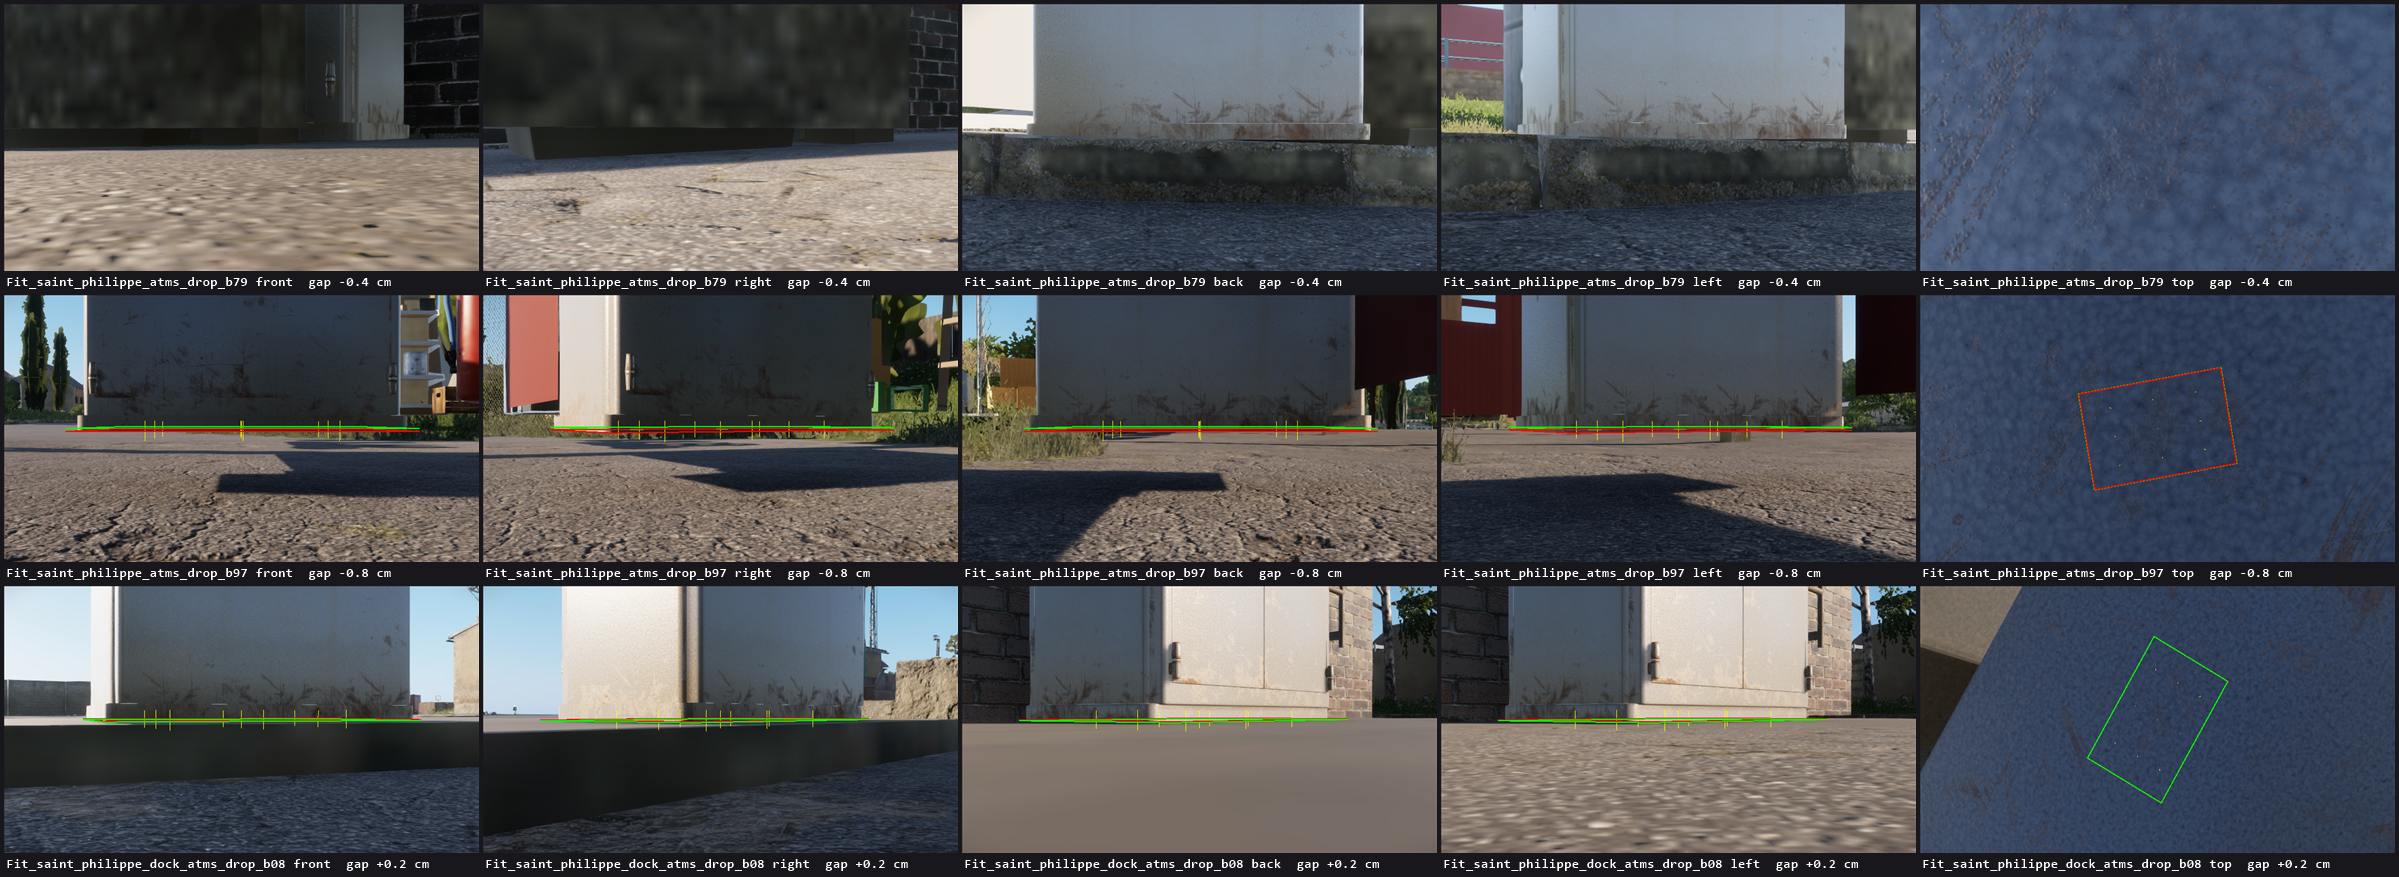 Fit_saint_philippe_atms_drop_b79 front  gap -0.4 cm
Fit_saint_philippe_atms_drop_b79 right  gap -0.4 cm
Fit_saint_philippe_atms_drop_b79 back  gap -0.4 cm
Fit_saint_philippe_atms_drop_b79 left  gap -0.4 cm
Fit_saint_philippe_atms_drop_b79 top  gap -0.4 cm
Fit_saint_philippe_atms_drop_b97 front  gap -0.8 cm
Fit_saint_philippe_atms_drop_b97 right  gap -0.8 cm
Fit_saint_philippe_atms_drop_b97 back  gap -0.8 cm
Fit_saint_philippe_atms_drop_b97 left  gap -0.8 cm
Fit_saint_philippe_atms_drop_b97 top  gap -0.8 cm
Fit_saint_philippe_dock_atms_drop_b08 front  gap +0.2 cm
Fit_saint_philippe_dock_atms_drop_b08 right  gap +0.2 cm
Fit_saint_philippe_dock_atms_drop_b08 back  gap +0.2 cm
Fit_saint_philippe_dock_atms_drop_b08 left  gap +0.2 cm
Fit_saint_philippe_dock_atms_drop_b08 top  gap +0.2 cm